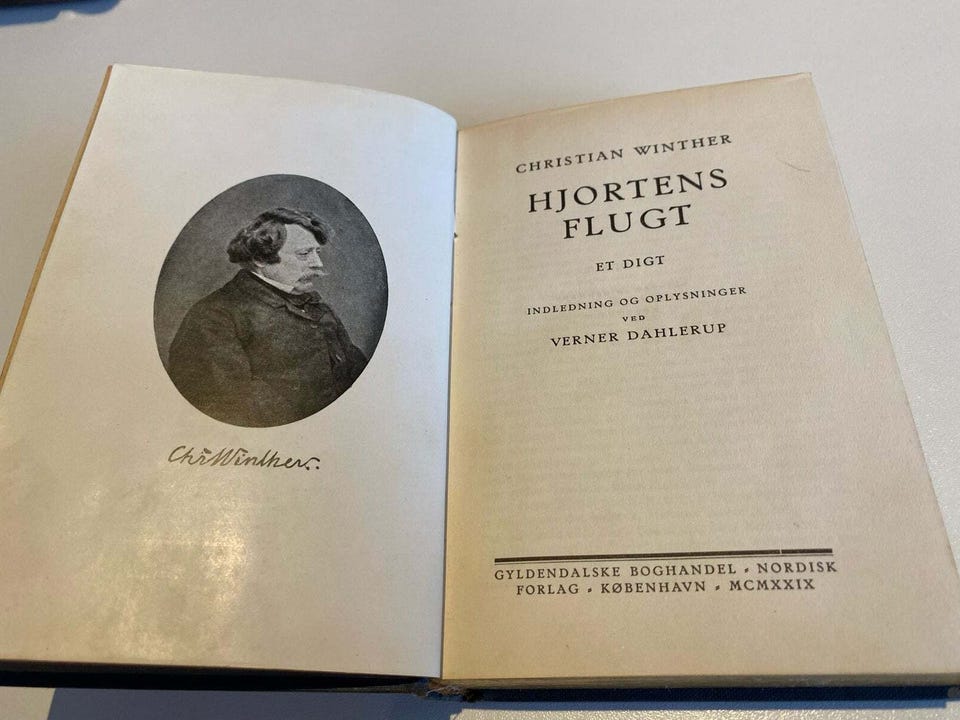 Chr Winther.
CHRISTIAN WINTHER
HJORTENS
FLUGT
ET DIGT
INDLEDNING OG OPLYSNINGER
VED
VERNER DAHLERUP
GYLDENDALSKE BOGHANDEL - NORDISK
FORLAG - KØBENHAVN - MCMXXIX